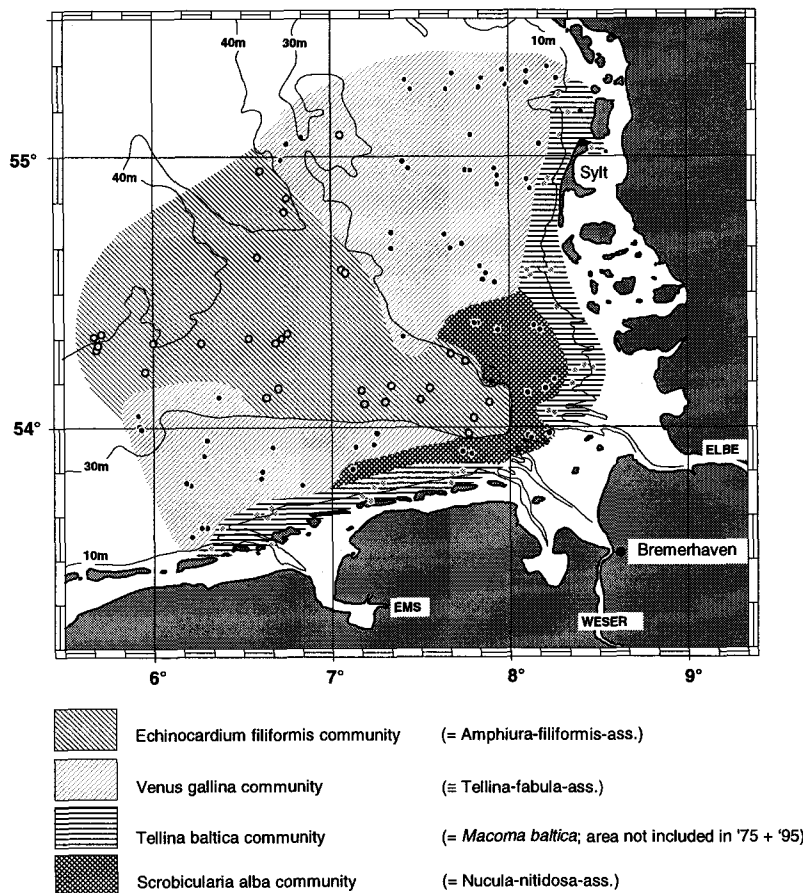 40m 30m 10m
55°
40m
Sylt
54°
30m
ELBE
10m
Bremerhaven
EMS
WESER
6° 7° 8° 9°
Echinocardium filiformis community (= Amphiura-filiformis-ass.)
Venus gallina community (≅ Tellina-fabula-ass.)
Tellina baltica community (= Macoma baltica; area not included in '75 + '95)
Scrobicularia alba community (= Nucula-nitidosa-ass.)